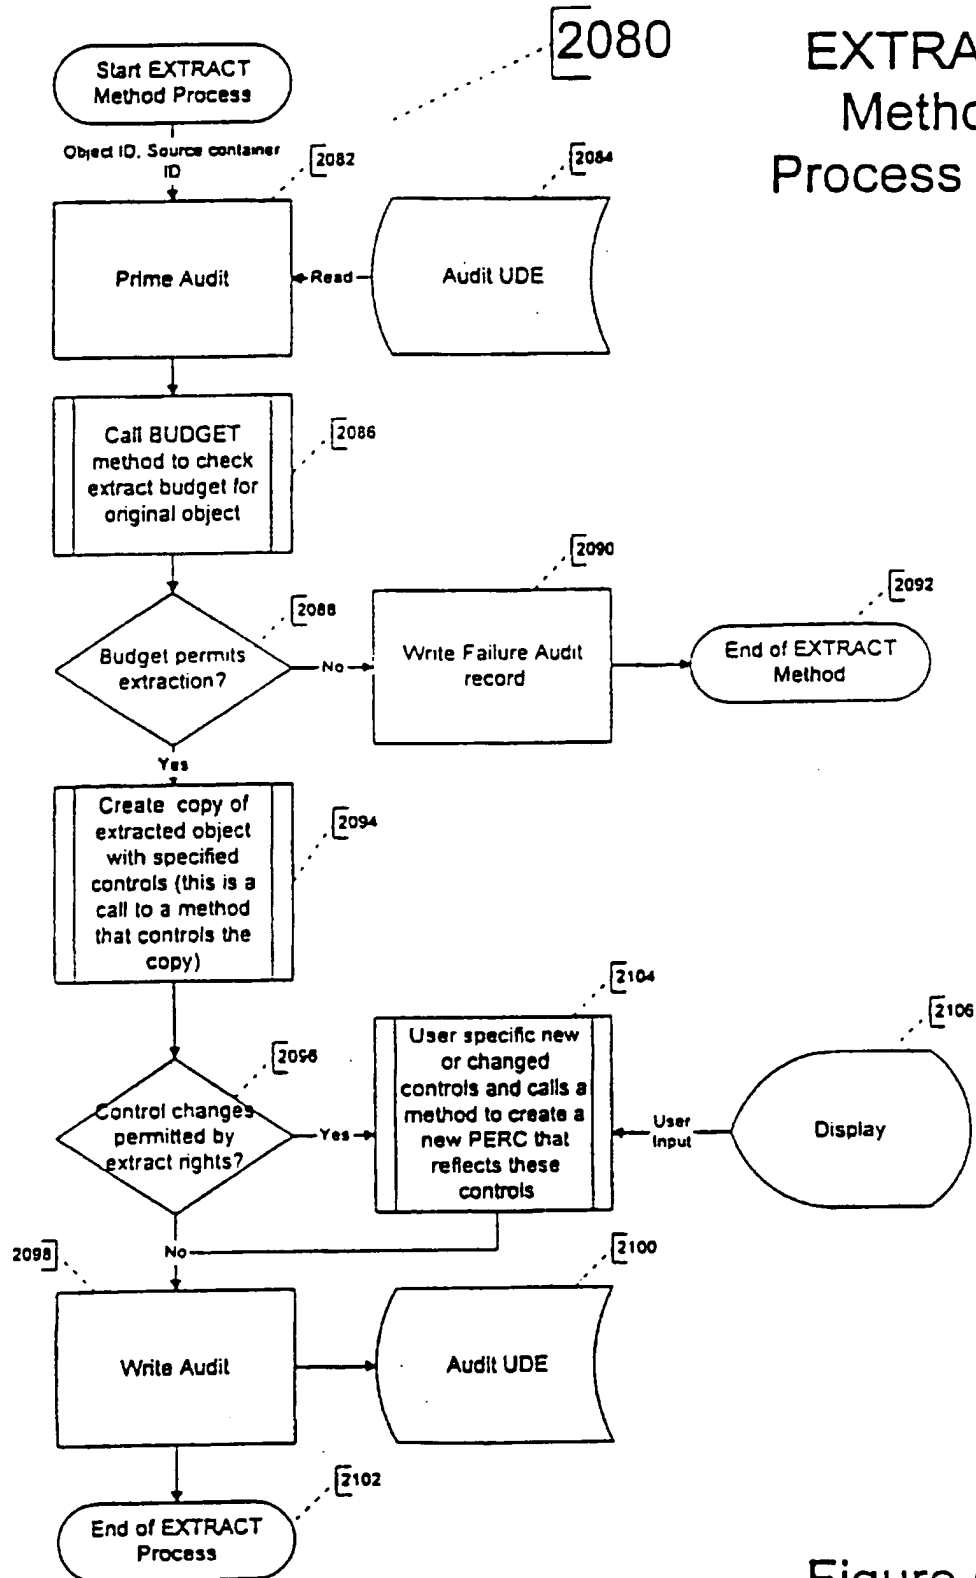 2080
EXTRA
Metho
Process
Start EXTRACT
Method Process
Object ID, Source container
ID
2082
2084
Prime Audit
Read
Audit UDE
Call BUDGET
method to check
extract budget for
original object
2086
2088
Budget permits
extraction?
No
2090
Write Failure Audit
record
2092
End of EXTRACT
Method
Yes
Create copy of
extracted object
with specified
controls (this is a
call to a method
that controls the
copy)
2094
2096
Control changes
permitted by
extract rights?
Yes
2104
User specific new
or changed
controls and calls a
method to create a
new PERC that
reflects these
controls
User
Input
2106
Display
No
2098
Write Audit
2100
Audit UDE
2102
End of EXTRACT
Process
Figure